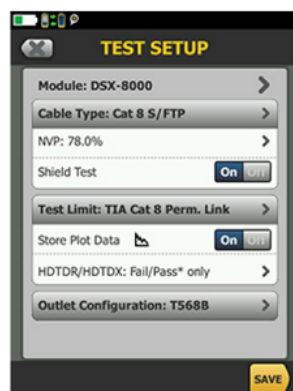 TEST SETUP
Module: DSX-8000
Cable Type: Cat 8 S/FTP
NVP: 78.0%
Shield Test On Off
Test Limit: TIA Cat 8 Perm. Link
Store Plot Data On Off
HDTDR/HDTDX: Fail/Pass* only
Outlet Configuration: T568B
SAVE